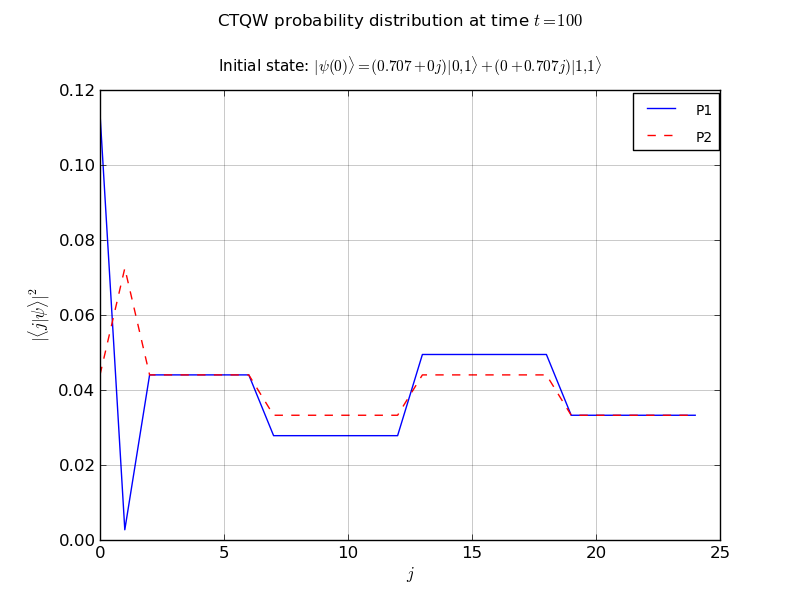 CTQW probability distribution at time t=100
Initial state: |ψ(0)⟩=(0.707+0j)|0,1⟩+(0+0.707j)|1,1⟩
P1
P2
0.12
0.10
0.08
0.06
0.04
0.02
0.00
|⟨j|ψ⟩|²
0 5 10 15 20 25
j